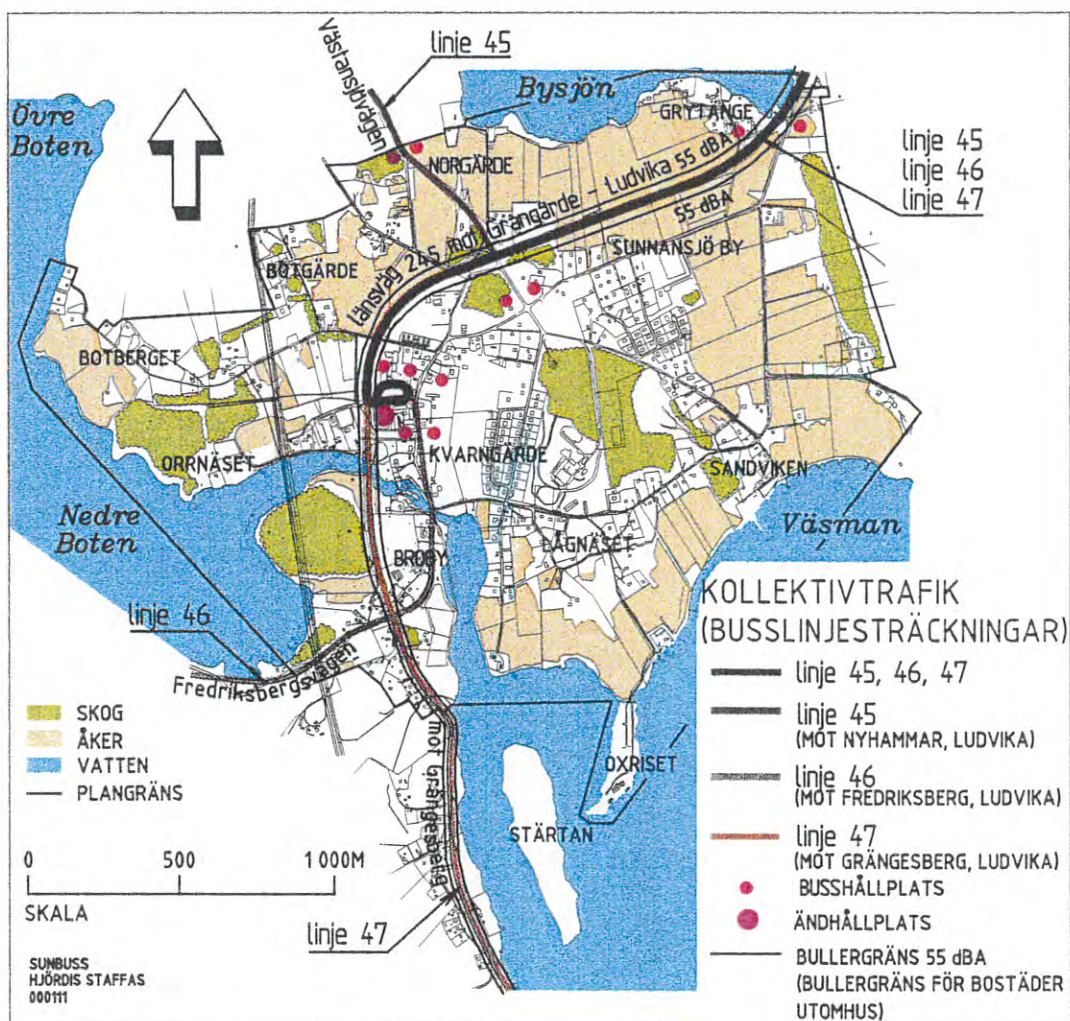 linje 45
Västansjövägen
Övre
Boten
Bysjön
GRYTÄNGE
linje 45
linje 46
linje 47
NORGÄRDE
länsväg 245 mot Grängärde - Ludvika 55 dBA
55 dBA
SUNNANSJÖ BY
BOTGÄRDE
BOTBERGET
ORRNÄSET
KVARNGÄRDE
SANDVIKEN
Nedre
Boten
Väsman
BROBY
LÅGNÄSET
linje 46
Fredriksbergsvägen
mot Grängesberg
OXRISET
STÄRTAN
linje 47
SKOG
ÅKER
VATTEN
PLANGRÄNS
0 500 1 000M
SKALA
SUNBUSS
HJÖRDIS STAFFAS
000111
KOLLEKTIVTRAFIK
(BUSSLINJESTRÄCKNINGAR)
linje 45, 46, 47
linje 45
(MOT NYHAMMAR, LUDVIKA)
linje 46
(MOT FREDRIKSBERG, LUDVIKA)
linje 47
(MOT GRÄNGESBERG, LUDVIKA)
BUSSHÅLLPLATS
ÄNDHÅLLPLATS
BULLERGRÄNS 55 dBA
(BULLERGRÄNS FÖR BOSTÄDER
UTOMHUS)